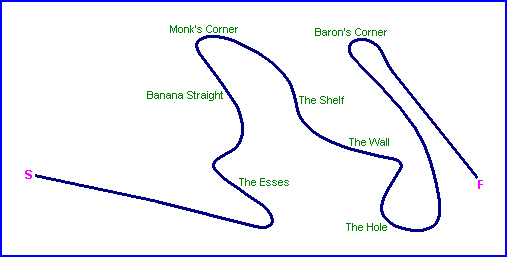 Monk's Corner
Baron's Corner
Banana Straight
The Shelf
The Wall
S
The Esses
F
The Hole